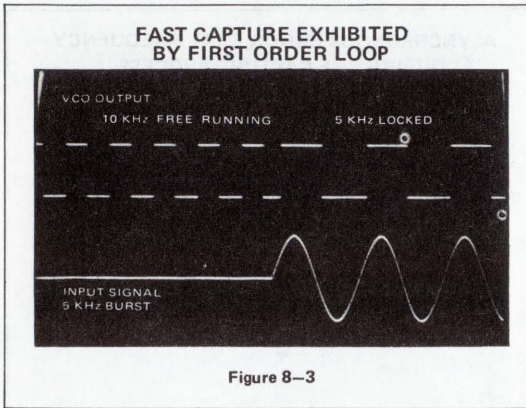 FAST CAPTURE EXHIBITED
BY FIRST ORDER LOOP
VCO OUTPUT
10 KHz FREE RUNNING 5 KHz LOCKED
INPUT SIGNAL
5 KHz BURST
Figure 8–3